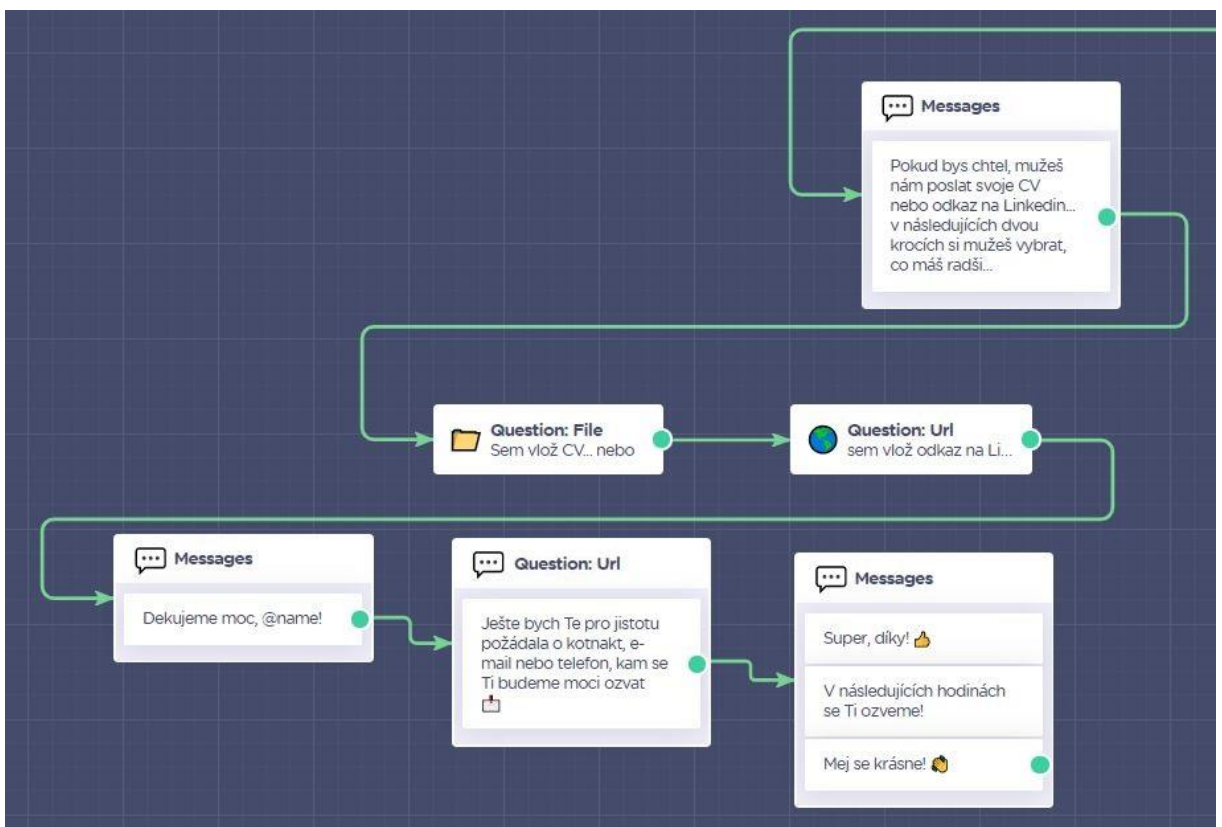 Messages
Pokud bys chtel, mužeš
nám poslat svoje CV
nebo odkaz na Linkedin...
v následujících dvou
krocích si mužeš vybrat,
co máš radši...
Question: File
Sem vlož CV... nebo
Question: Url
sem vlož odkaz na Li...
Messages
Dekujeme moc, @name!
Question: Url
Ješte bych Te pro jistotu
požádala o kotnakt, e-
mail nebo telefon, kam se
Ti budeme moci ozvat
Messages
Super, díky! 👍
V následujících hodinách
se Ti ozveme!
Mej se krásne! 👏